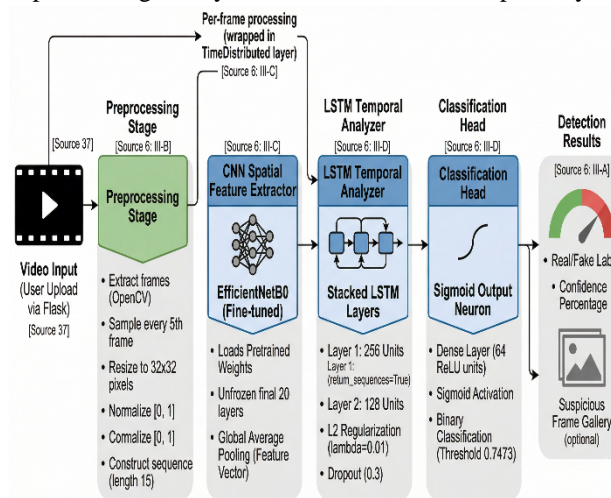 Per-frame processing
(wrapped in
TimeDistributed layer)
[Source 6: III-C]
[Source 37]
Video Input
(User Upload
via Flask)
[Source 37]
Preprocessing
Stage
[Source 6: III-B]
Preprocessing
Stage
• Extract frames
(OpenCV)
• Sample every 5th
frame
• Resize to 32x32
pixels
• Normalize [0, 1]
• Cormalize [0, 1]
• Construct sequence
(length 15)
[Source 6: III-C]
CNN Spatial
Feature Extractor
EfficientNetB0
(Fine-tuned)
• Loads Pretrained
Weights
• Unfrozen final 20
layers
• Global Average
Pooling (Feature
Vector)
LSTM Temporal
Analyzer
[Source 6: III-D]
LSTM Temporal
Analyzer
Stacked LSTM
Layers
• Layer 1: 256 Units
Layer 1:
(return_sequences=True)
• Layer 2: 128 Units
• L2 Regularization
(lambda=0.01)
• Dropout (0.3)
Classification
Head
[Source 6: III-D]
Classification
Head
Sigmoid Output
Neuron
• Dense Layer (64
ReLU units)
• Sigmoid Activation
• Binary
Classification
(Threshold 0.7473)
Detection
Results
[Source 6: III-A]
• Real/Fake Lab
• Confidence
Percentage
Suspicious
Frame Gallery
(optional)